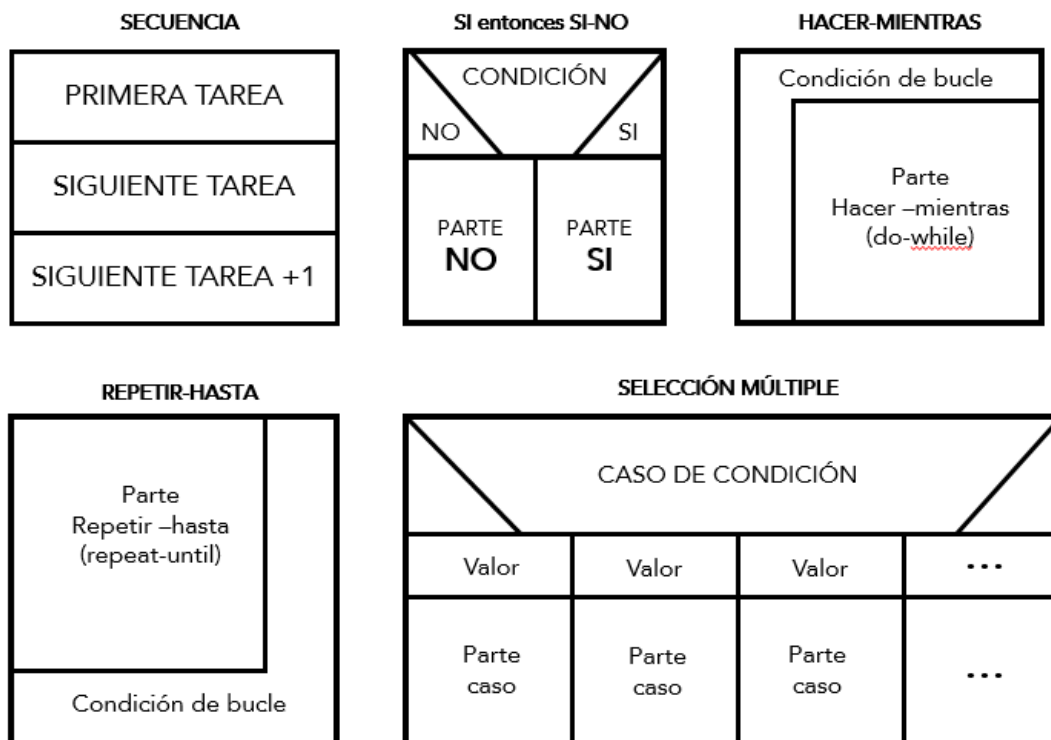 SECUENCIA
PRIMERA TAREA
SIGUIENTE TAREA
SIGUIENTE TAREA +1
SI entonces SI-NO
CONDICIÓN
NO
SI
PARTE
NO
PARTE
SI
HACER-MIENTRAS
Condición de bucle
Parte
Hacer –mientras
(do-while)
REPETIR-HASTA
Parte
Repetir –hasta
(repeat-until)
Condición de bucle
SELECCIÓN MÚLTIPLE
CASO DE CONDICIÓN
Valor
Valor
Valor
...
Parte
caso
Parte
caso
Parte
caso
...